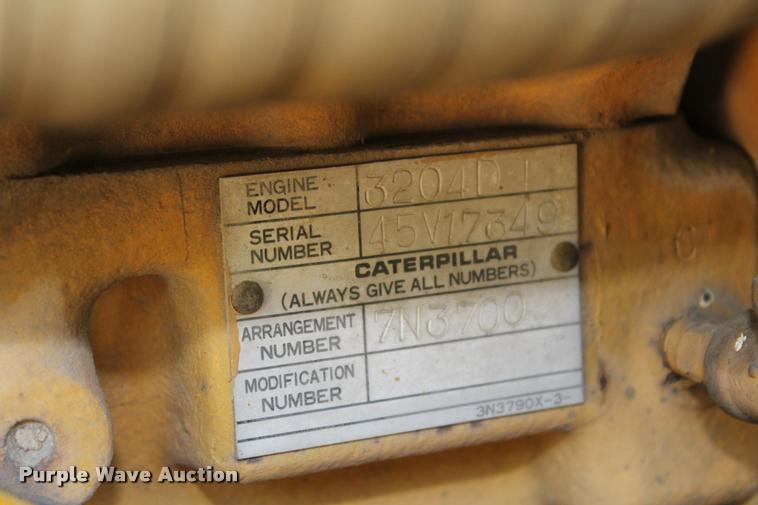 ENGINE MODEL 3204DI
SERIAL NUMBER 45V17349
CATERPILLAR
(ALWAYS GIVE ALL NUMBERS)
ARRANGEMENT NUMBER 7N3700
MODIFICATION NUMBER
3N3790X-3-
C
Purple Wave Auction